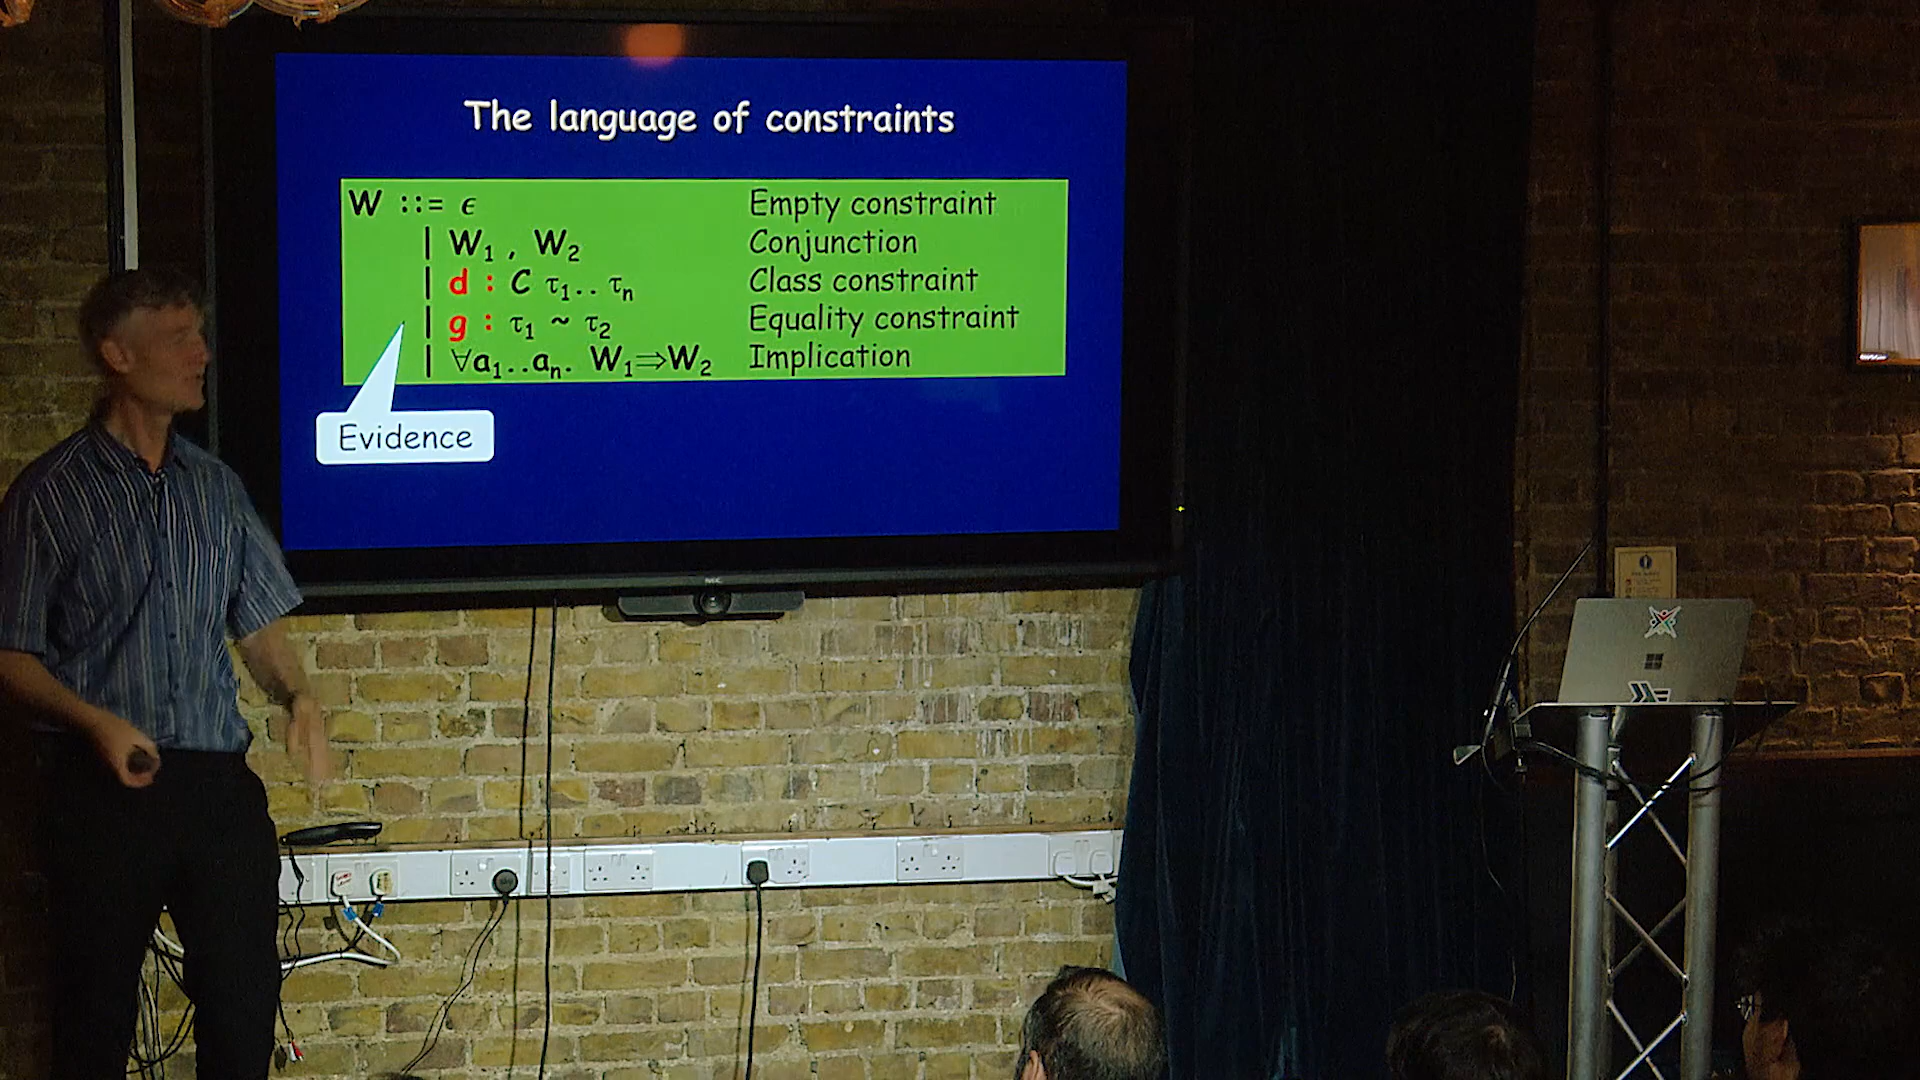 The language of constraints
W ::= ϵ Empty constraint
| W₁ , W₂ Conjunction
| d : C τ₁.. τₙ Class constraint
| g : τ₁ ~ τ₂ Equality constraint
| ∀a₁..aₙ. W₁⇒W₂ Implication
Evidence
NEC